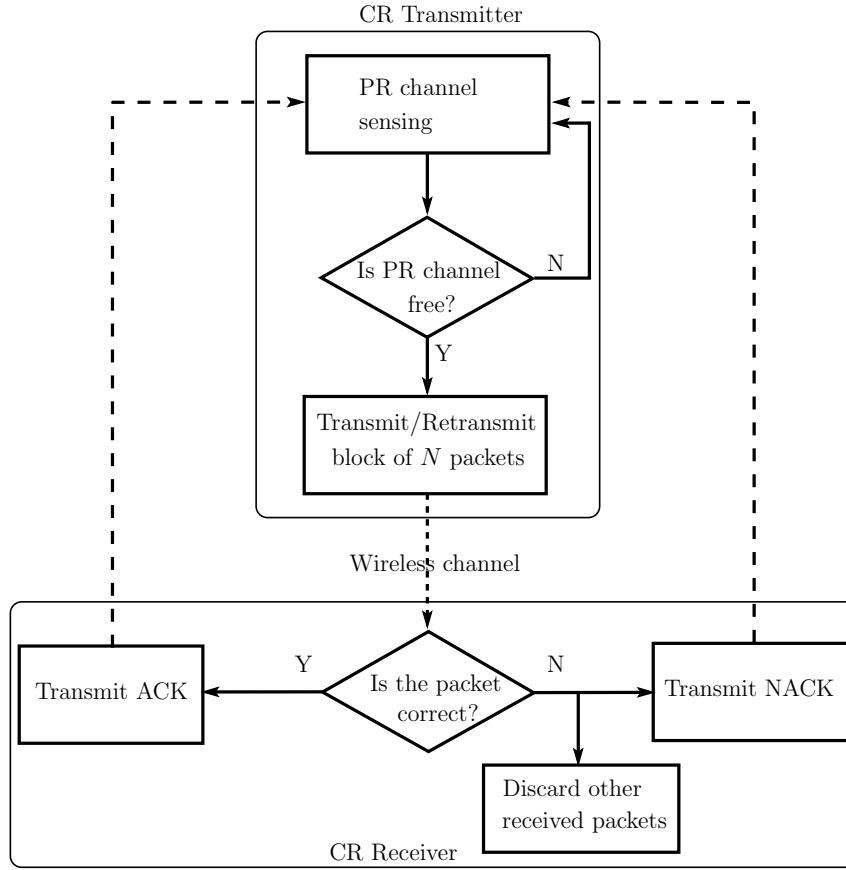 CR Transmitter
PR channel
sensing
Is PR channel
free?
N
Y
Transmit/Retransmit
block of N packets
Wireless channel
Y
N
Is the packet
correct?
Transmit ACK
Transmit NACK
Discard other
received packets
CR Receiver